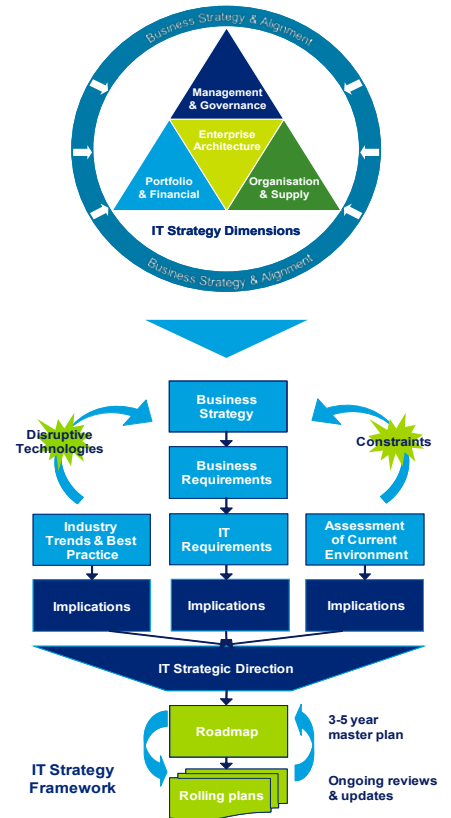 Business Strategy & Alignment
Management
& Governance
Enterprise
Architecture
Portfolio
& Financial
Organisation
& Supply
IT Strategy Dimensions
Business Strategy & Alignment
Business
Strategy
Disruptive
Technologies
Constraints
Business
Requirements
Industry
Trends & Best
Practice
IT
Requirements
Assessment
of Current
Environment
Implications
Implications
Implications
IT Strategic Direction
Roadmap
3-5 year
master plan
IT Strategy
Framework
Rolling plans
Ongoing reviews
& updates